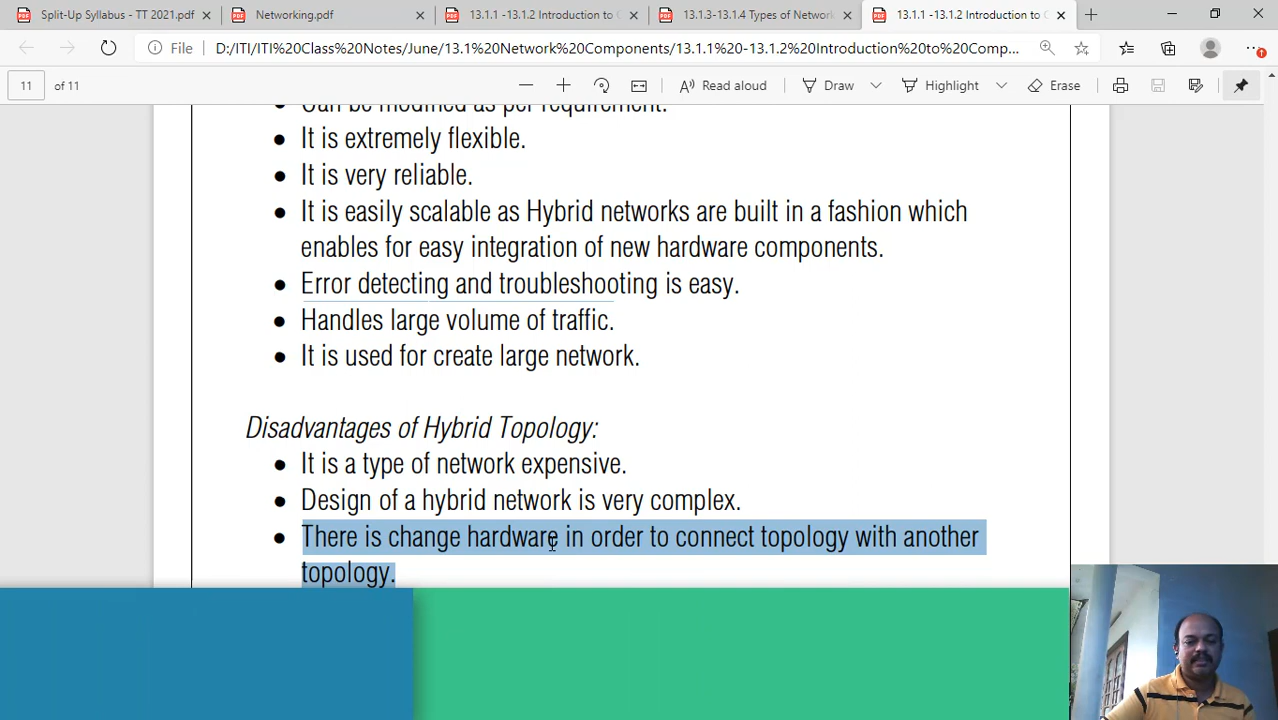 Split-Up Syllabus - TT 2021.pdf
Networking.pdf
13.1.1 -13.1.2 Introduction to C
13.1.3-13.1.4 Types of Network
13.1.1 -13.1.2 Introduction to C
File
D:/ITI/ITI%20Class%20Notes/June/13.1%20Network%20Components/13.1.1%20-13.1.2%20Introduction%20to%20Comp...
11 of 11
Read aloud
Draw
Highlight
Erase
Can be modified as per requirement.
● It is extremely flexible.
● It is very reliable.
● It is easily scalable as Hybrid networks are built in a fashion which
enables for easy integration of new hardware components.
● Error detecting and troubleshooting is easy.
● Handles large volume of traffic.
● It is used for create large network.
Disadvantages of Hybrid Topology:
● It is a type of network expensive.
● Design of a hybrid network is very complex.
● There is change hardware in order to connect topology with another
topology.